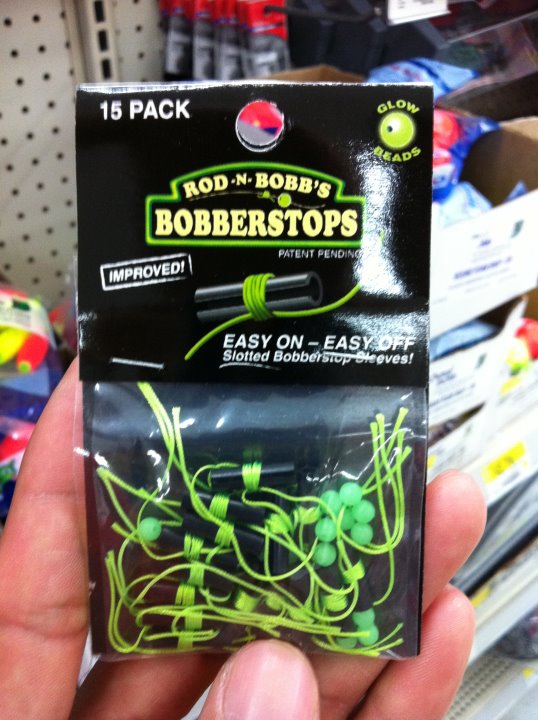 15 PACK
GLOW
BEADS
ROD-N-BOBB'S
BOBBERSTOPS
PATENT PENDING
IMPROVED!
EASY ON – EASY OFF
Slotted Bobberstop Sleeves!